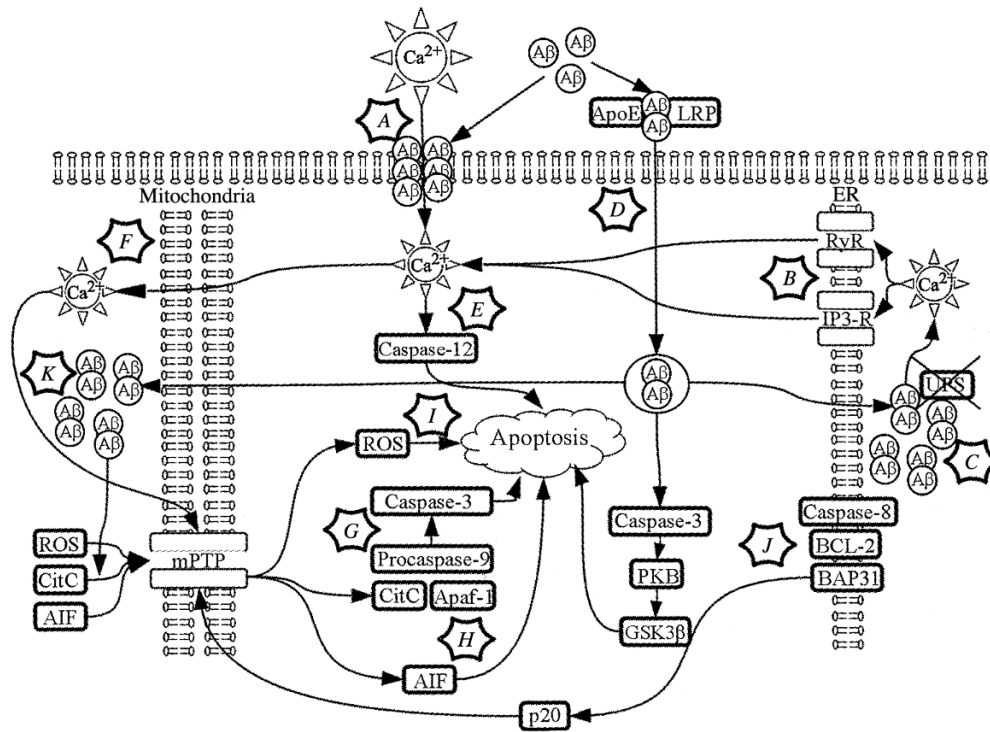 Ca2+
Aβ
Aβ
Aβ
A
ApoE
Aβ
LRP
Aβ
Aβ
Aβ
Aβ
Aβ
Aβ
Aβ
Mitochondria
ER
D
F
RyR
Ca2+
Ca2+
B
Ca2+
E
IP3-R
Caspase-12
K
Aβ
Aβ
Aβ
Aβ
Aβ
Aβ
UPS
Aβ
Aβ
Aβ
Aβ
Aβ
Aβ
I
ROS
Apoptosis
Aβ
Aβ
Aβ
Aβ
Aβ
Aβ
C
Caspase-3
G
Procaspase-9
Caspase-3
Caspase-8
ROS
mPTP
J
BCL-2
CitC
CitC
Apaf-1
PKB
BAP31
AIF
H
GSK3β
AIF
p20